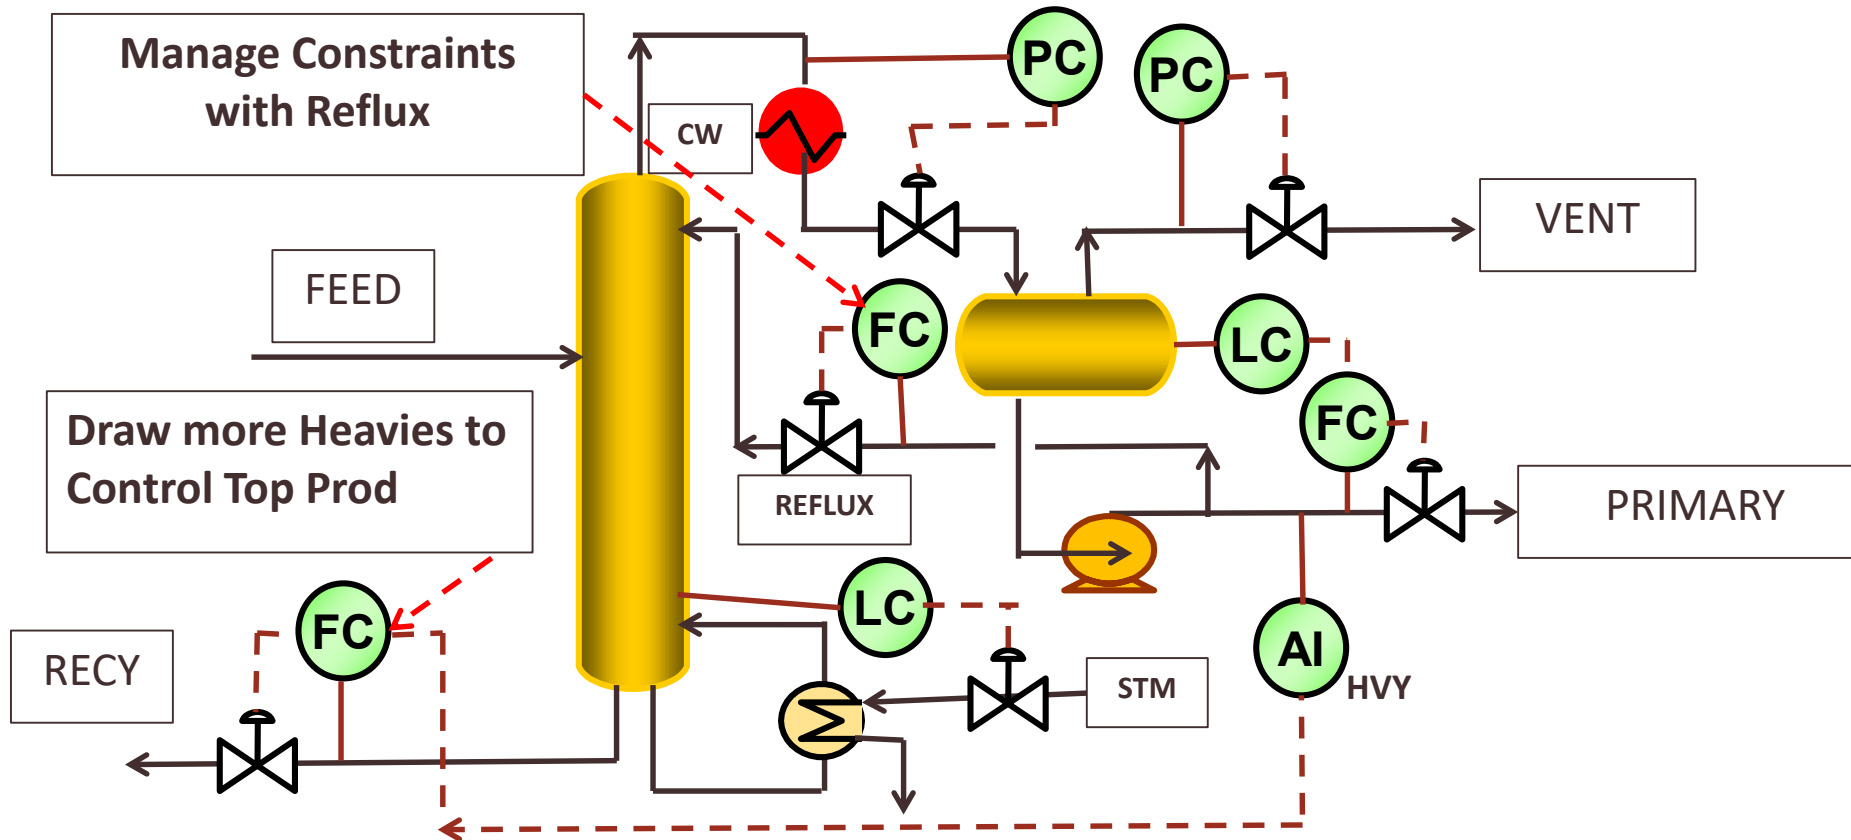 Manage Constraints
with Reflux
PC
PC
CW
VENT
FEED
FC
LC
Draw more Heavies to
Control Top Prod
FC
REFLUX
PRIMARY
LC
FC
RECY
AI
HVY
STM